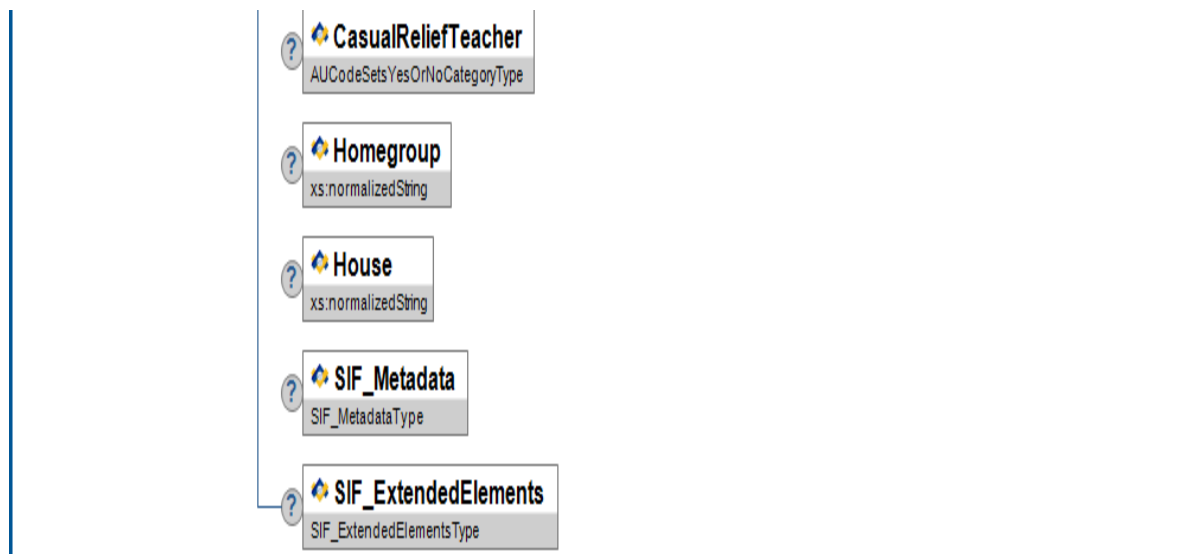 ? CasualReliefTeacher
AUCodeSetsYesOrNoCategoryType
? Homegroup
xs:normalizedString
? House
xs:normalizedString
? SIF_Metadata
SIF_MetadataType
? SIF_ExtendedElements
SIF_ExtendedElementsType